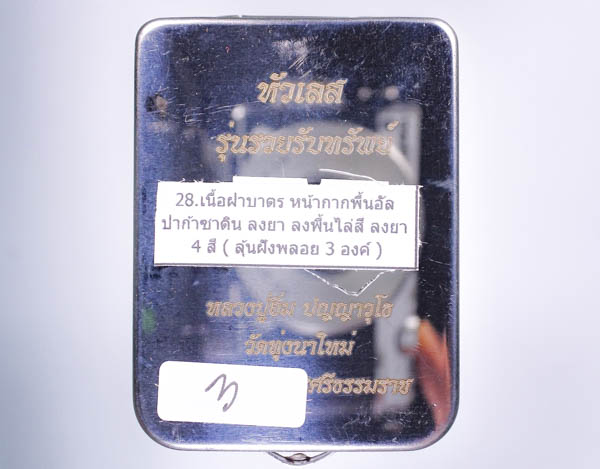 หัวเลส
รุ่นรวยรับทรัพย์
28.เนื้อฝาบาตร หน้ากากพื้นอัล
ปาก้าซาติน ลงยา ลงพื้นไล่สี ลงยา
4 สี ( ลุ้นฝังพลอย 3 องค์ )
หลวงปู่ยิ้ม ปญฺญาวุโธ
วัดทุ่งนาใหม่
ศรีธรรมราช